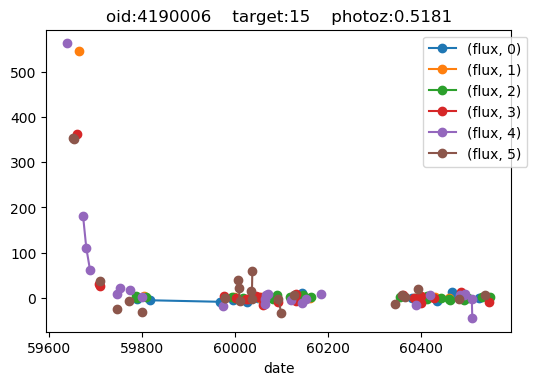 oid:4190006    target:15    photoz:0.5181
(flux, 0)
(flux, 1)
(flux, 2)
(flux, 3)
(flux, 4)
(flux, 5)
500
400
300
200
100
0
59600 59800 60000 60200 60400
date